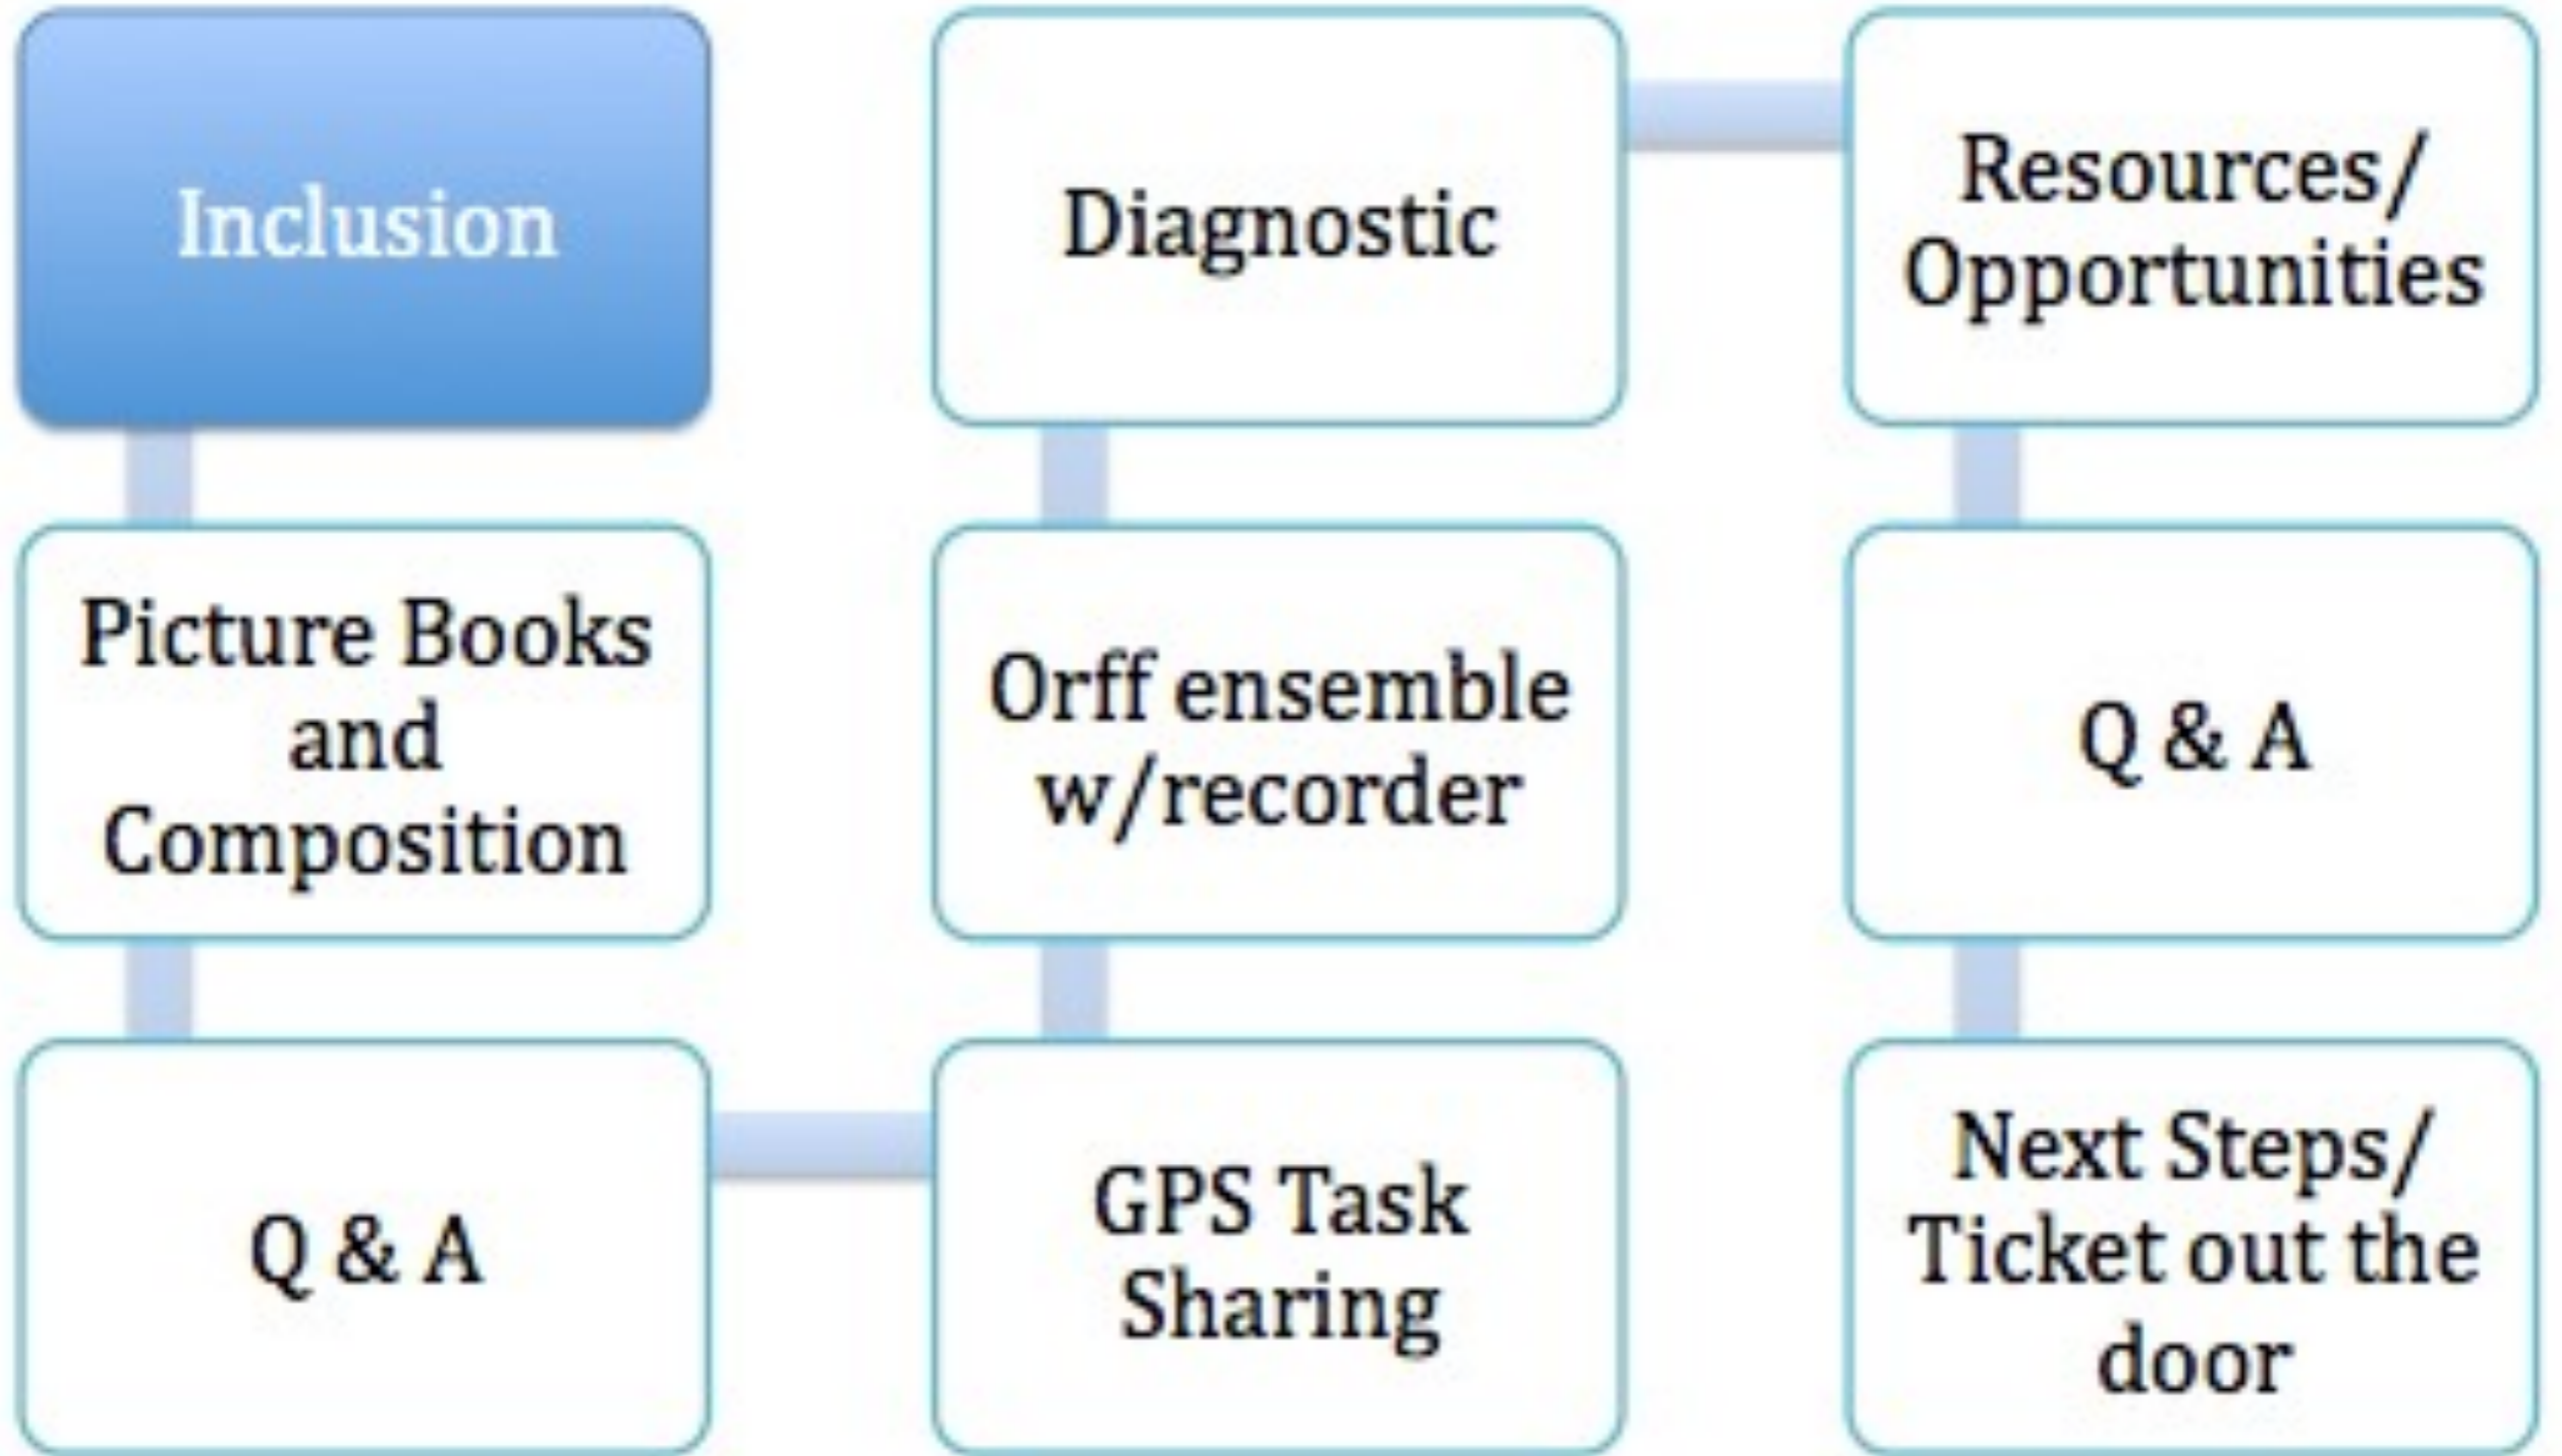 Inclusion
Picture Books
and
Composition
Q & A
GPS Task
Sharing
Orff ensemble
w/recorder
Diagnostic
Resources/
Opportunities
Q & A
Next Steps/
Ticket out the
door